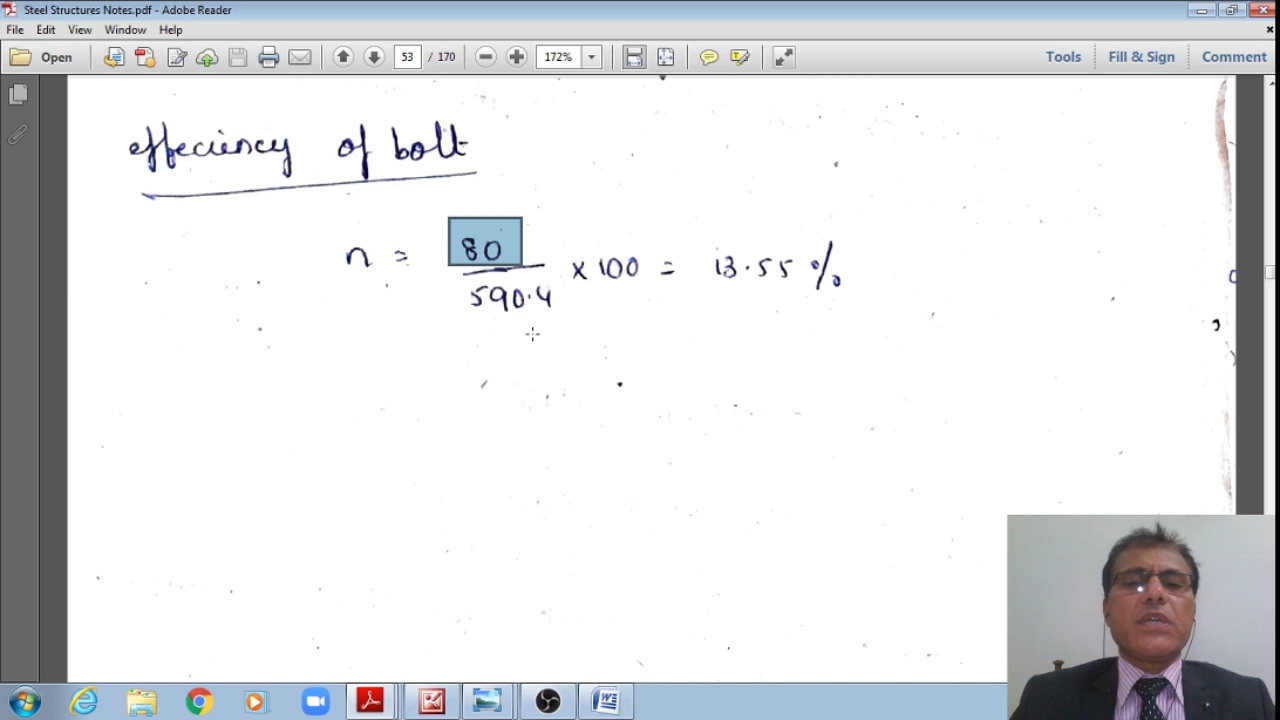 Steel Structures Notes.pdf - Adobe Reader
File Edit View Window Help
Open 53 / 170 172% Tools Fill & Sign Comment
effeciency of bolt
n = 80 / 590.4 x 100 = 13.55 %